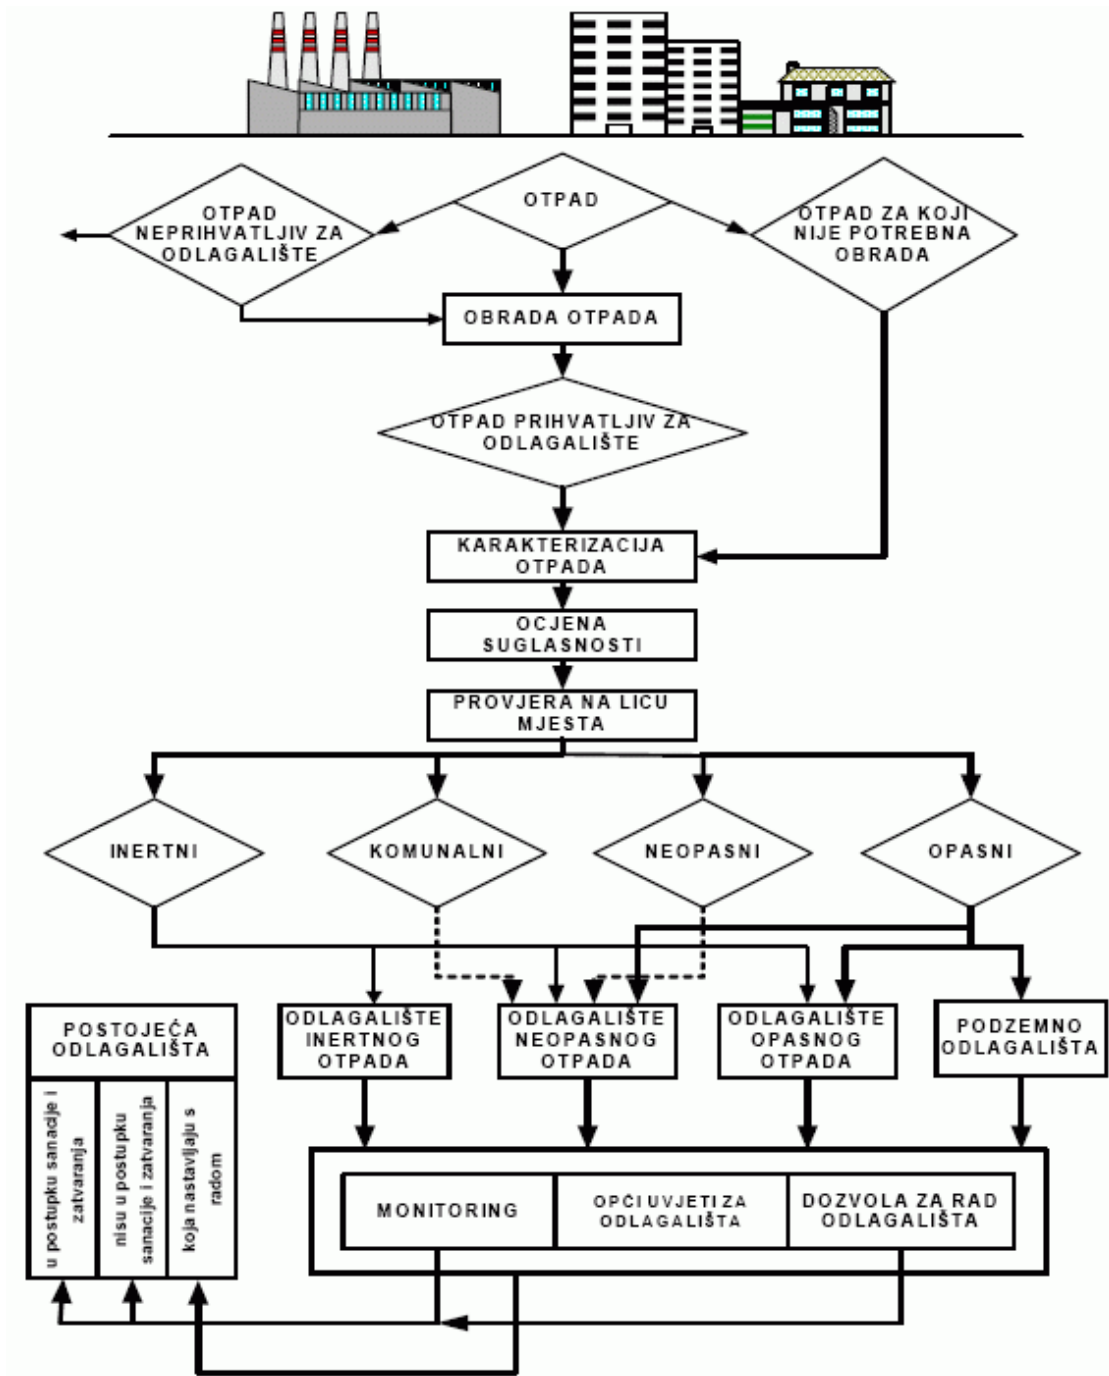 OTPAD
NEPRIHVATLJIV ZA
ODLAGALIŠTE
OTPAD
OTPAD ZA KOJI
NIJE POTREBNA
OBRADA
OBRADA OTPADA
OTPAD PRIHVATLJIV ZA
ODLAGALIŠTE
KARAKTERIZACIJA
OTPADA
OCJENA
SUGLASNOSTI
PROVJERA NA LICU
MJESTA
INERTNI
KOMUNALNI
NEOPASNI
OPASNI
POSTOJEĆA
ODLAGALIŠTA
u postupku sanacije i
zatvaranja
nisu u postupku
sanacije i zatvaranja
koja nastavljaju s
radom
ODLAGALIŠTE
INERTNOG
OTPADA
ODLAGALIŠTE
NEOPASNOG
OTPADA
ODLAGALIŠTE
OPASNOG
OTPADA
PODZEMNO
ODLAGALIŠTA
MONITORING
OPĆI UVJETI ZA
ODLAGALIŠTA
DOZVOLA ZA RAD
ODLAGALIŠTA